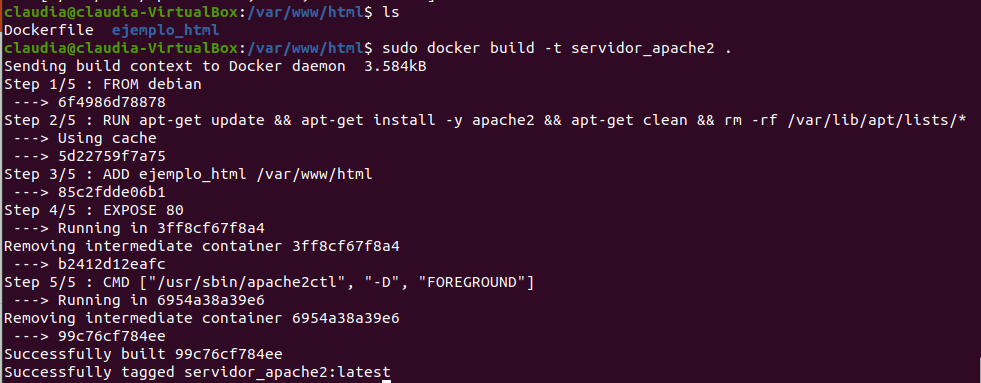 claudia@claudia-VirtualBox:/var/www/html$ ls
Dockerfile  ejemplo_html
claudia@claudia-VirtualBox:/var/www/html$ sudo docker build -t servidor_apache2 .
Sending build context to Docker daemon  3.584kB
Step 1/5 : FROM debian
 ---> 6f4986d78878
Step 2/5 : RUN apt-get update && apt-get install -y apache2 && apt-get clean && rm -rf /var/lib/apt/lists/*
 ---> Using cache
 ---> 5d22759f7a75
Step 3/5 : ADD ejemplo_html /var/www/html
 ---> 85c2fdde06b1
Step 4/5 : EXPOSE 80
 ---> Running in 3ff8cf67f8a4
Removing intermediate container 3ff8cf67f8a4
 ---> b2412d12eafc
Step 5/5 : CMD ["/usr/sbin/apache2ctl", "-D", "FOREGROUND"]
 ---> Running in 6954a38a39e6
Removing intermediate container 6954a38a39e6
 ---> 99c76cf784ee
Successfully built 99c76cf784ee
Successfully tagged servidor_apache2:latest